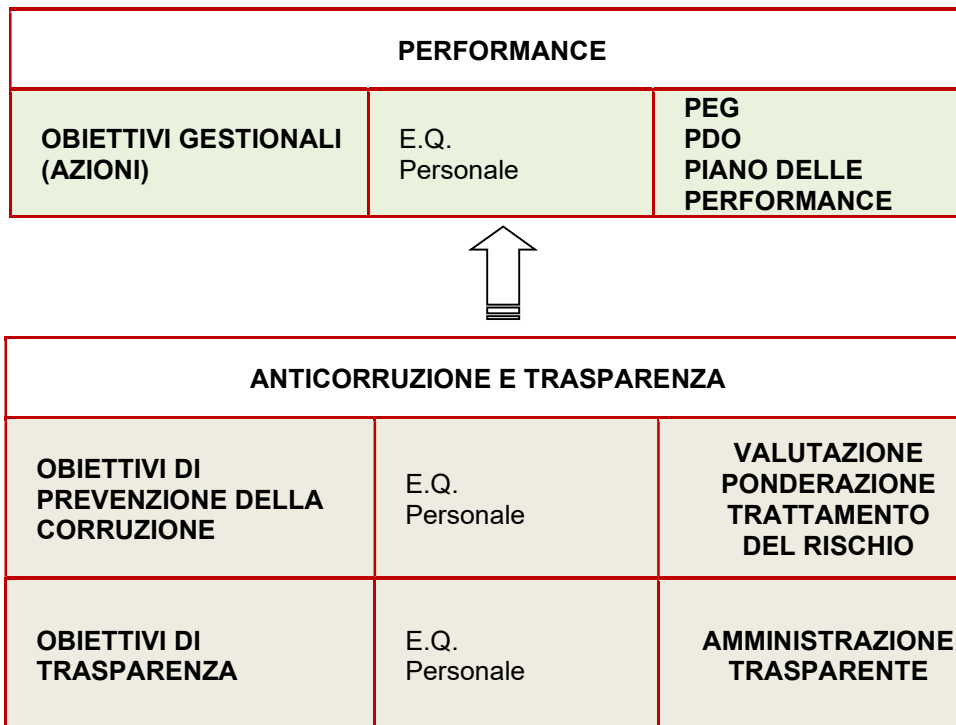 PERFORMANCE
OBIETTIVI GESTIONALI
(AZIONI)
E.Q.
Personale
PEG
PDO
PIANO DELLE
PERFORMANCE
ANTICORRUZIONE E TRASPARENZA
OBIETTIVI DI
PREVENZIONE DELLA
CORRUZIONE
E.Q.
Personale
VALUTAZIONE
PONDERAZIONE
TRATTAMENTO
DEL RISCHIO
OBIETTIVI DI
TRASPARENZA
E.Q.
Personale
AMMINISTRAZIONE
TRASPARENTE